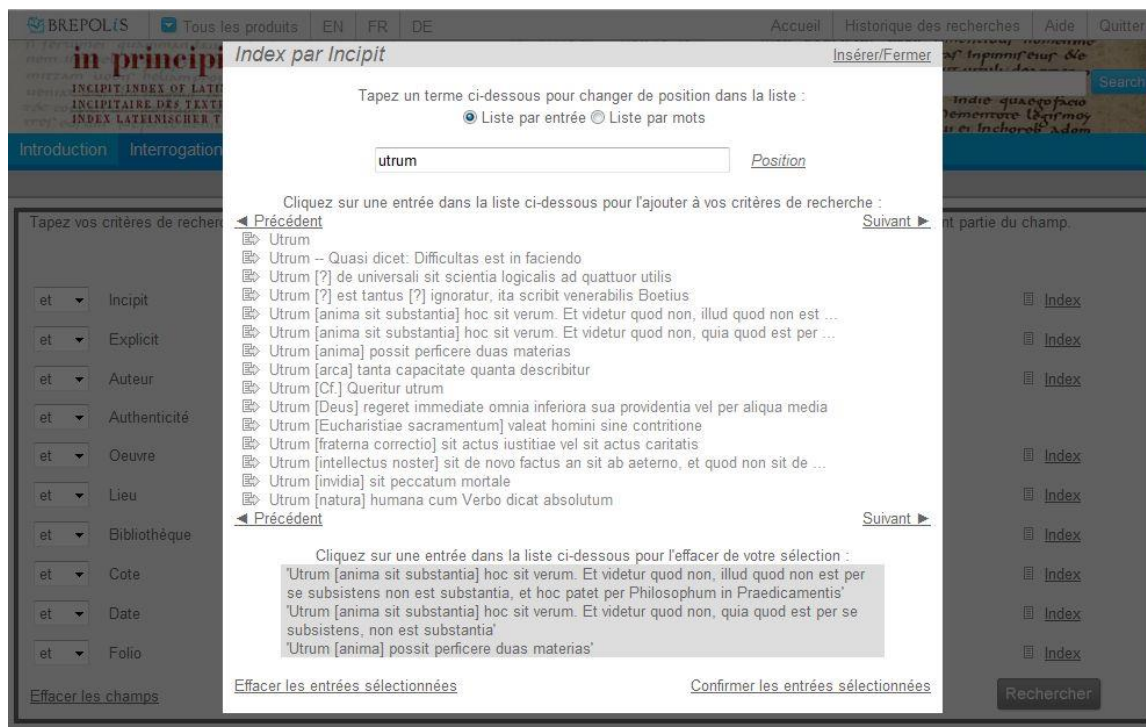 BREPOLiS Tous les produits EN FR DE Accueil Historique des recherches Aide Quitter
in principi
INCIPIT INDEX OF LATI
INCIPITAIRE DES TEXTE
INDEX LATEINISCHER T
Search
Introduction Interrogation
Index par Incipit Insérer/Fermer
Tapez un terme ci-dessous pour changer de position dans la liste :
Liste par entrée Liste par mots
utrum Position
Cliquez sur une entrée dans la liste ci-dessous pour l'ajouter à vos critères de recherche :
Tapez vos critères de recher nt partie du champ.
◄ Précédent Suivant ►
Utrum
Utrum -- Quasi dicet: Difficultas est in faciendo
Utrum [?] de universali sit scientia logicalis ad quattuor utilis
Utrum [?] est tantus [?] ignoratur, ita scribit venerabilis Boetius
Utrum [anima sit substantia] hoc sit verum. Et videtur quod non, illud quod non est ...
Utrum [anima sit substantia] hoc sit verum. Et videtur quod non, quia quod est per ...
Utrum [anima] possit perficere duas materias
Utrum [arca] tanta capacitate quanta describitur
Utrum [Cf.] Queritur utrum
Utrum [Deus] regeret immediate omnia inferiora sua providentia vel per aliqua media
Utrum [Eucharistiae sacramentum] valeat homini sine contritione
Utrum [fraterna correctio] sit actus iustitiae vel sit actus caritatis
Utrum [intellectus noster] sit de novo factus an sit ab aeterno, et quod non sit de ...
Utrum [invidia] sit peccatum mortale
Utrum [natura] humana cum Verbo dicat absolutum
◄ Précédent Suivant ►
Cliquez sur une entrée dans la liste ci-dessous pour l'effacer de votre sélection :
'Utrum [anima sit substantia] hoc sit verum. Et videtur quod non, illud quod non est per
se subsistens non est substantia, et hoc patet per Philosophum in Praedicamentis'
'Utrum [anima sit substantia] hoc sit verum. Et videtur quod non, quia quod est per se
subsistens, non est substantia'
'Utrum [anima] possit perficere duas materias'
Effacer les entrées sélectionnées Confirmer les entrées sélectionnées
et Incipit Index
et Explicit Index
et Auteur Index
et Authenticité
et Oeuvre Index
et Lieu Index
et Bibliothèque Index
et Cote Index
et Date Index
et Folio Index
Effacer les champs Rechercher